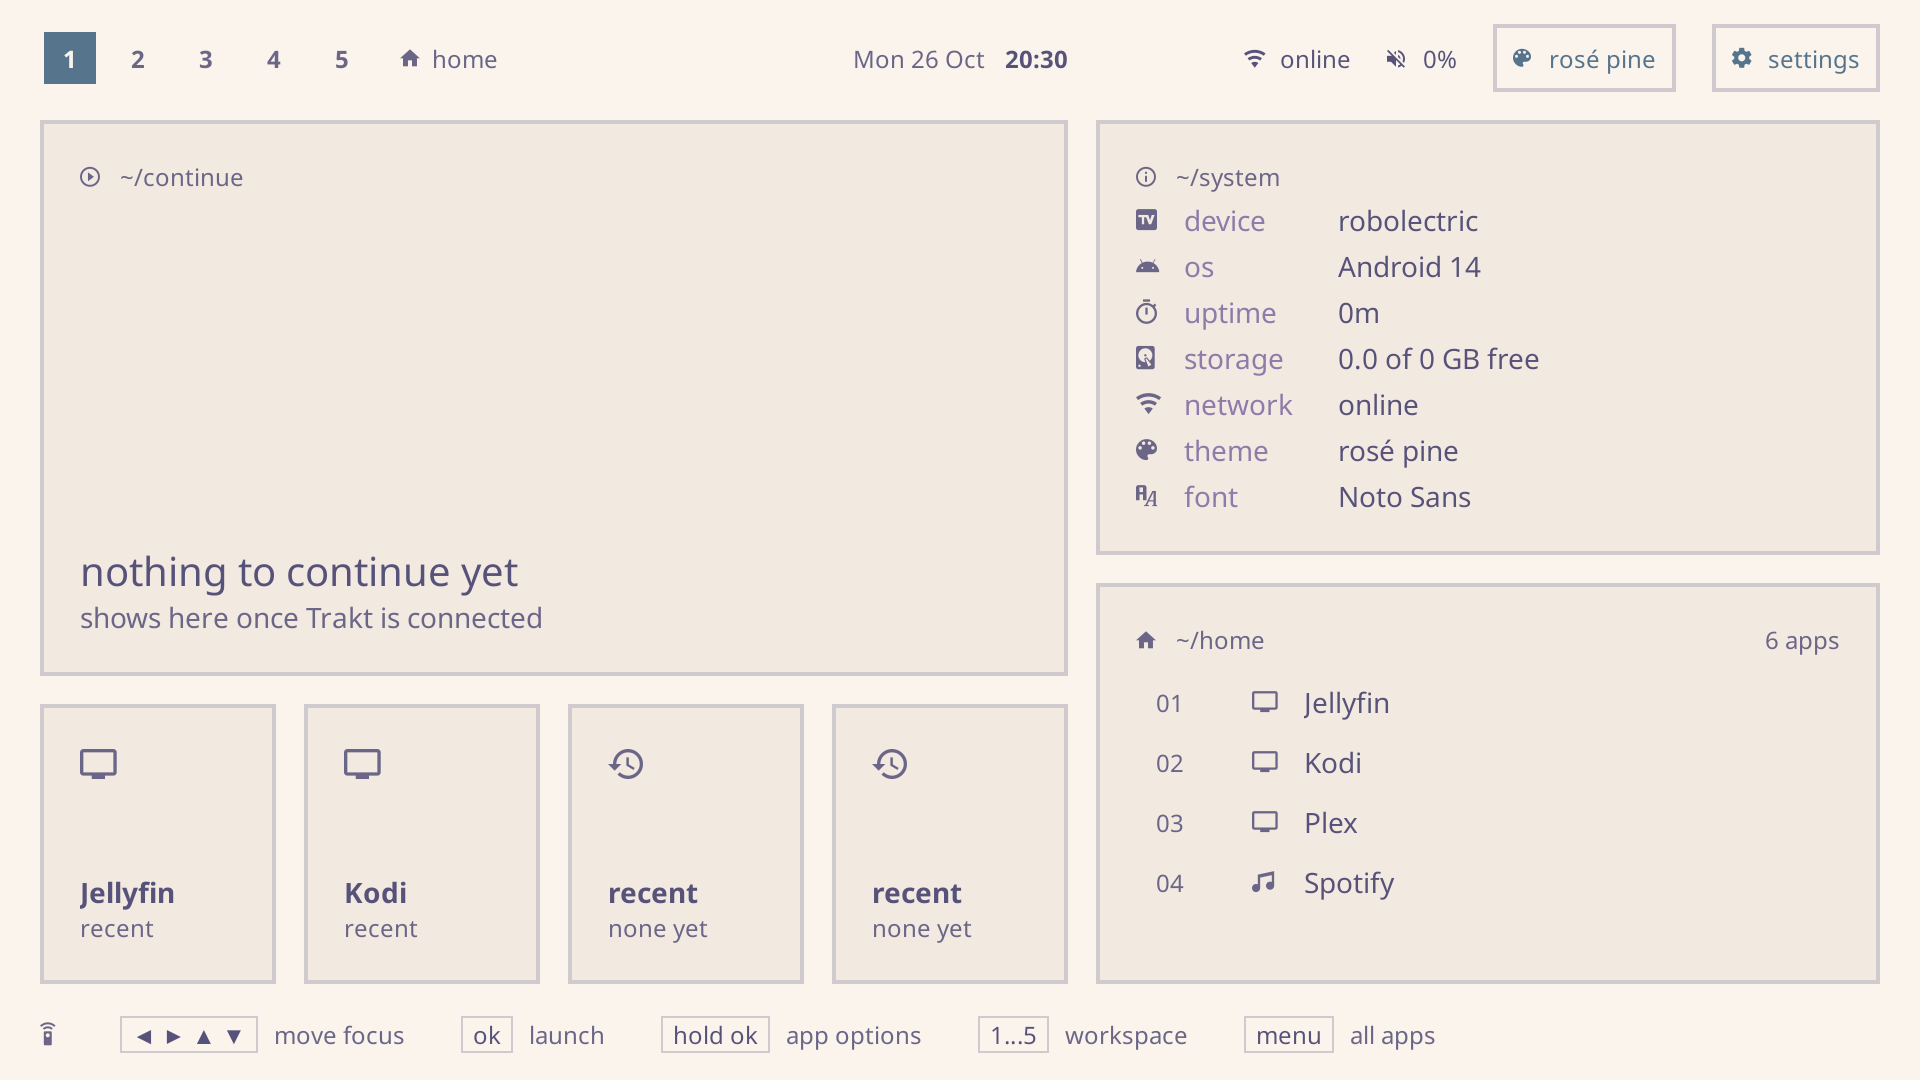 1 2 3 4 5 home Mon 26 Oct 20:30 online 0% rosé pine settings
~/continue
nothing to continue yet
shows here once Trakt is connected
~/system
device robolectric
os Android 14
uptime 0m
storage 0.0 of 0 GB free
network online
theme rosé pine
font Noto Sans
Jellyfin
recent
Kodi
recent
recent
none yet
recent
none yet
~/home 6 apps
01 Jellyfin
02 Kodi
03 Plex
04 Spotify
◀ ▶ ▲ ▼ move focus ok launch hold ok app options 1...5 workspace menu all apps